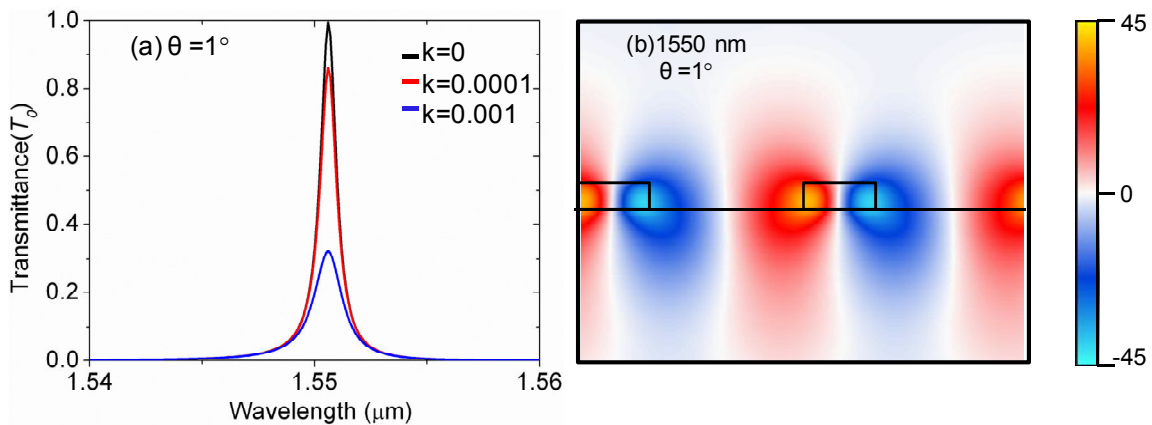 (a) θ =1°
k=0
k=0.0001
k=0.001
Transmittance(T₀)
1.0
0.8
0.6
0.4
0.2
0.0
1.54
1.55
1.56
Wavelength (μm)
(b)1550 nm
θ =1°
45
0
-45